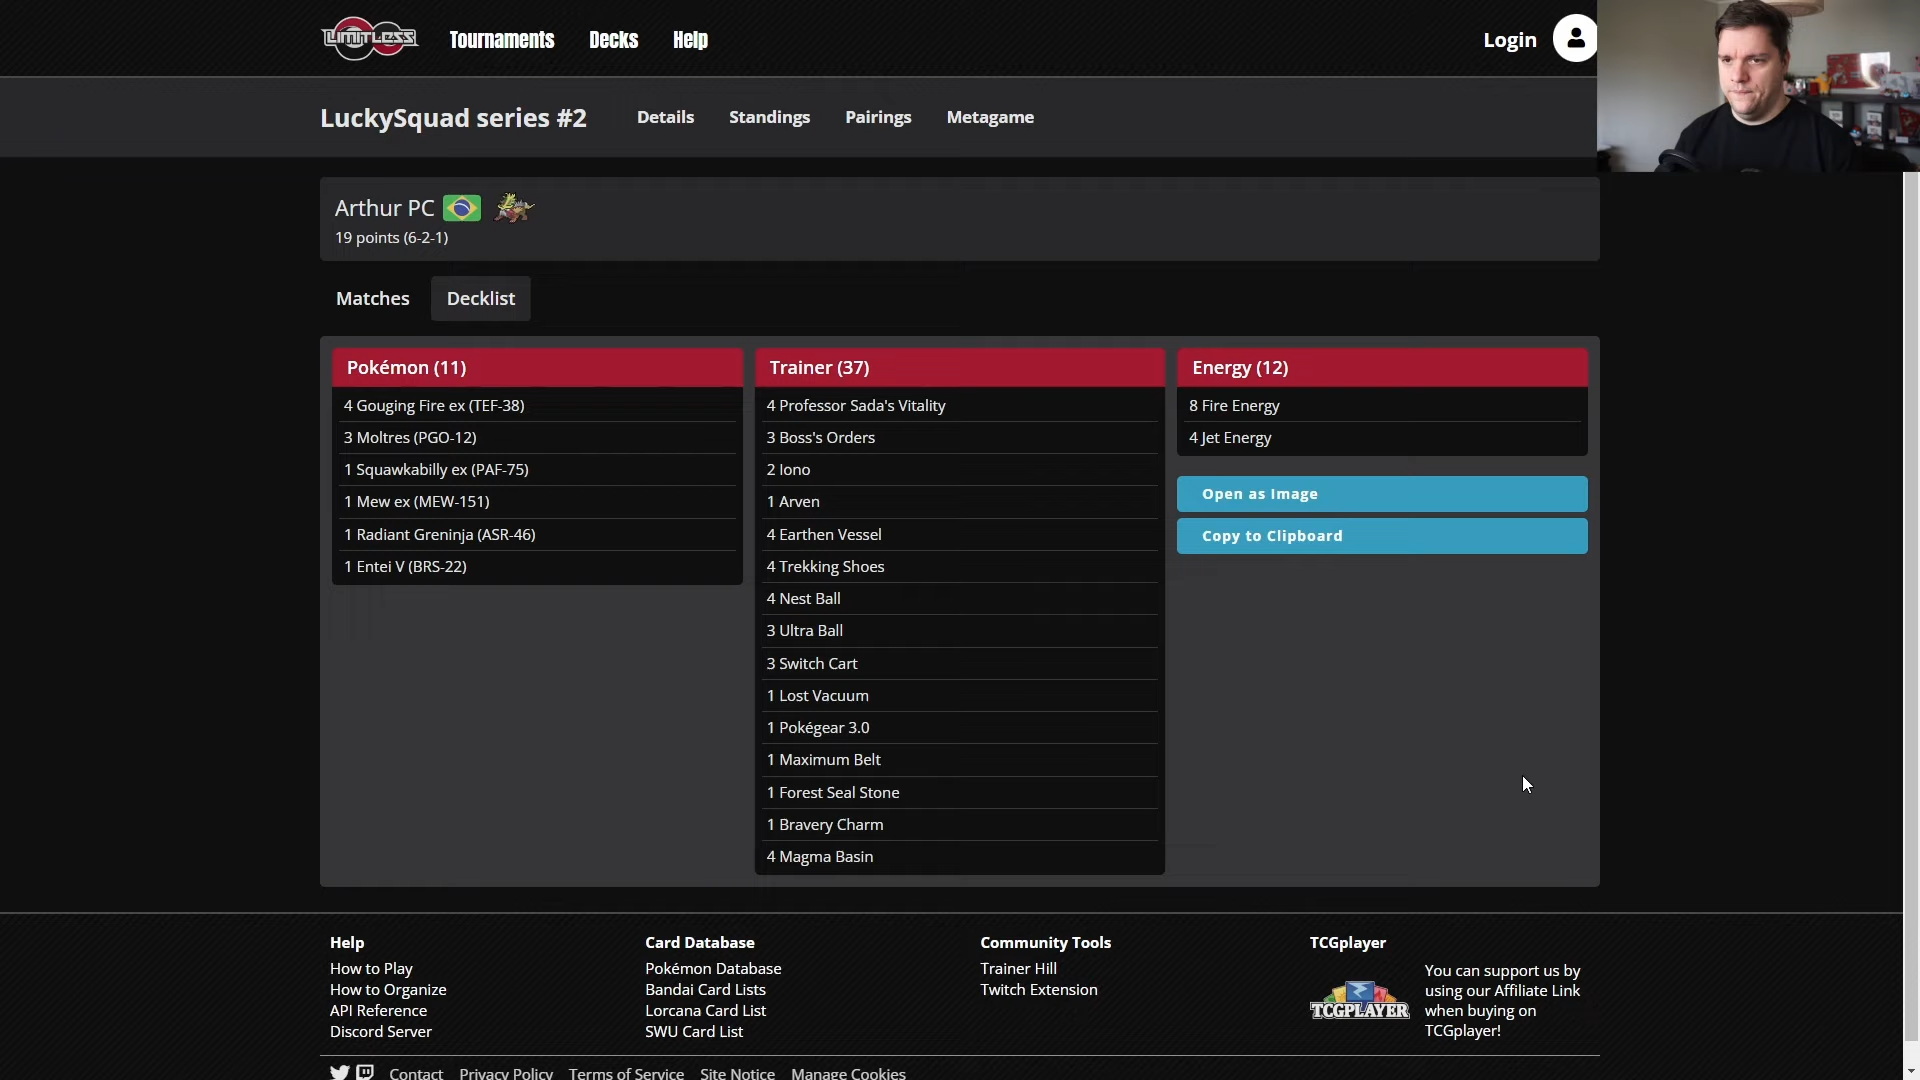 LIMITLESS
Tournaments
Decks
Help
Login
LuckySquad series #2
Details
Standings
Pairings
Metagame
Arthur PC
19 points (6-2-1)
Matches
Decklist
Pokémon (11)
4 Gouging Fire ex (TEF-38)
3 Moltres (PGO-12)
1 Squawkabilly ex (PAF-75)
1 Mew ex (MEW-151)
1 Radiant Greninja (ASR-46)
1 Entei V (BRS-22)
Trainer (37)
4 Professor Sada's Vitality
3 Boss's Orders
2 Iono
1 Arven
4 Earthen Vessel
4 Trekking Shoes
4 Nest Ball
3 Ultra Ball
3 Switch Cart
1 Lost Vacuum
1 Pokégear 3.0
1 Maximum Belt
1 Forest Seal Stone
1 Bravery Charm
4 Magma Basin
Energy (12)
8 Fire Energy
4 Jet Energy
Open as Image
Copy to Clipboard
Help
How to Play
How to Organize
API Reference
Discord Server
Card Database
Pokémon Database
Bandai Card Lists
Lorcana Card List
SWU Card List
Community Tools
Trainer Hill
Twitch Extension
TCGplayer
TCGPLAYER
You can support us by
using our Affiliate Link
when buying on
TCGplayer!
Contact
Privacy Policy
Terms of Service
Site Notice
Manage Cookies